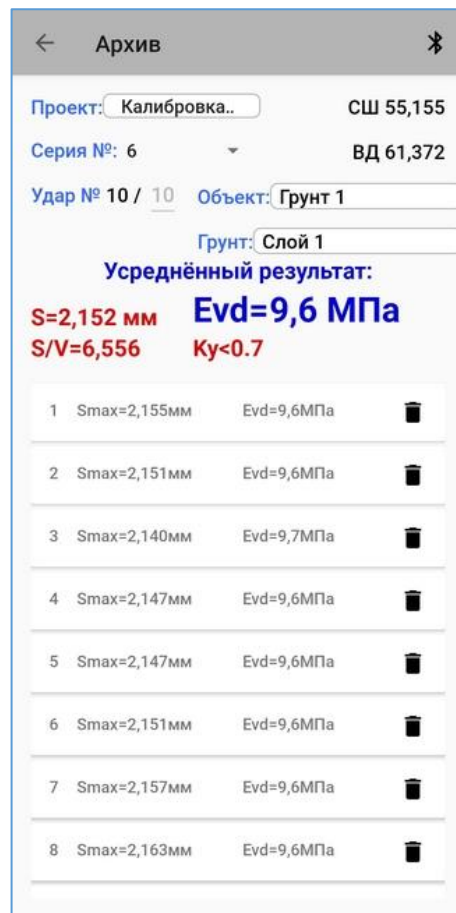 Архив
Проект: Калибровка.. СШ 55,155
Серия №: 6 ВД 61,372
Удар № 10 / 10 Объект: Грунт 1
Грунт: Слой 1
Усреднённый результат:
S=2,152 мм Evd=9,6 МПа
S/V=6,556 Ky<0.7
1 Smax=2,155мм Evd=9,6МПа
2 Smax=2,151мм Evd=9,6МПа
3 Smax=2,140мм Evd=9,7МПа
4 Smax=2,147мм Evd=9,6МПа
5 Smax=2,147мм Evd=9,6МПа
6 Smax=2,151мм Evd=9,6МПа
7 Smax=2,157мм Evd=9,6МПа
8 Smax=2,163мм Evd=9,6МПа